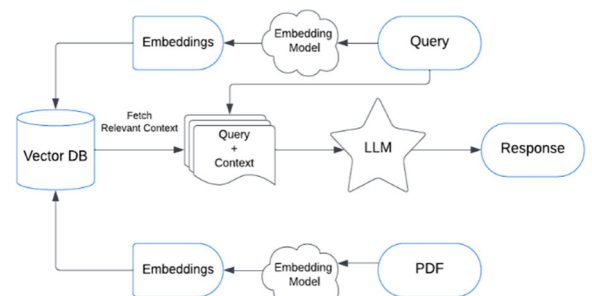 Embeddings
Embedding
Model
Query
Fetch
Relevant Context
Vector DB
Query
+
Context
LLM
Response
Embeddings
Embedding
Model
PDF